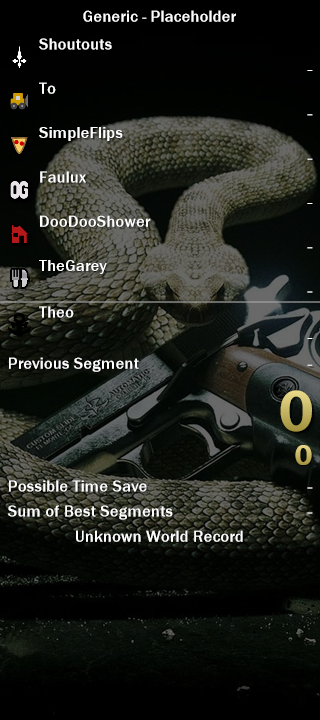 Generic - Placeholder
Shoutouts
-
To
-
SimpleFlips
-
OG
Faulux
-
DooDooShower
-
TheGarey
-
Theo
-
Previous Segment -
0
0
Possible Time Save -
Sum of Best Segments -
Unknown World Record